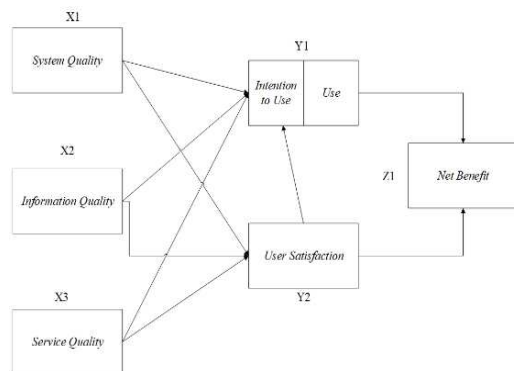 X1
System Quality
X2
Information Quality
X3
Service Quality
Y1
Intention
to Use
Use
User Satisfaction
Y2
Z1
Net Benefit